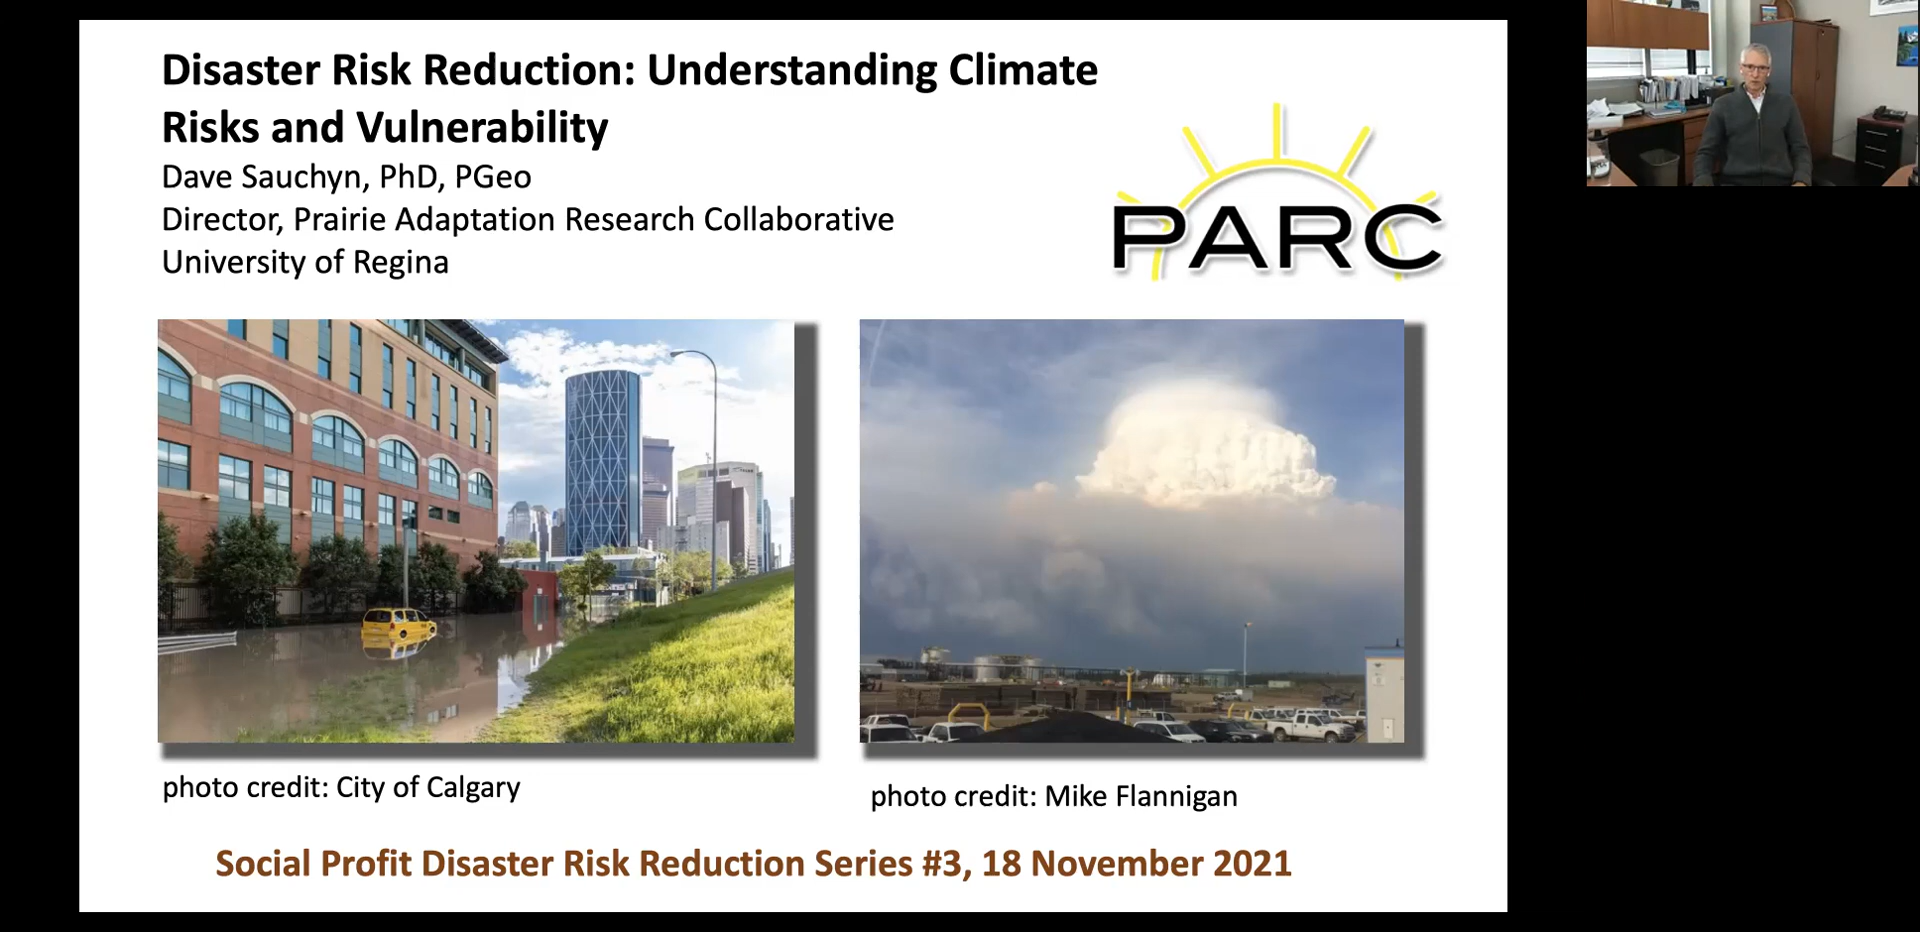 Disaster Risk Reduction: Understanding Climate
Risks and Vulnerability
Dave Sauchyn, PhD, PGeo
Director, Prairie Adaptation Research Collaborative
University of Regina
PARC
photo credit: City of Calgary
photo credit: Mike Flannigan
Social Profit Disaster Risk Reduction Series #3, 18 November 2021